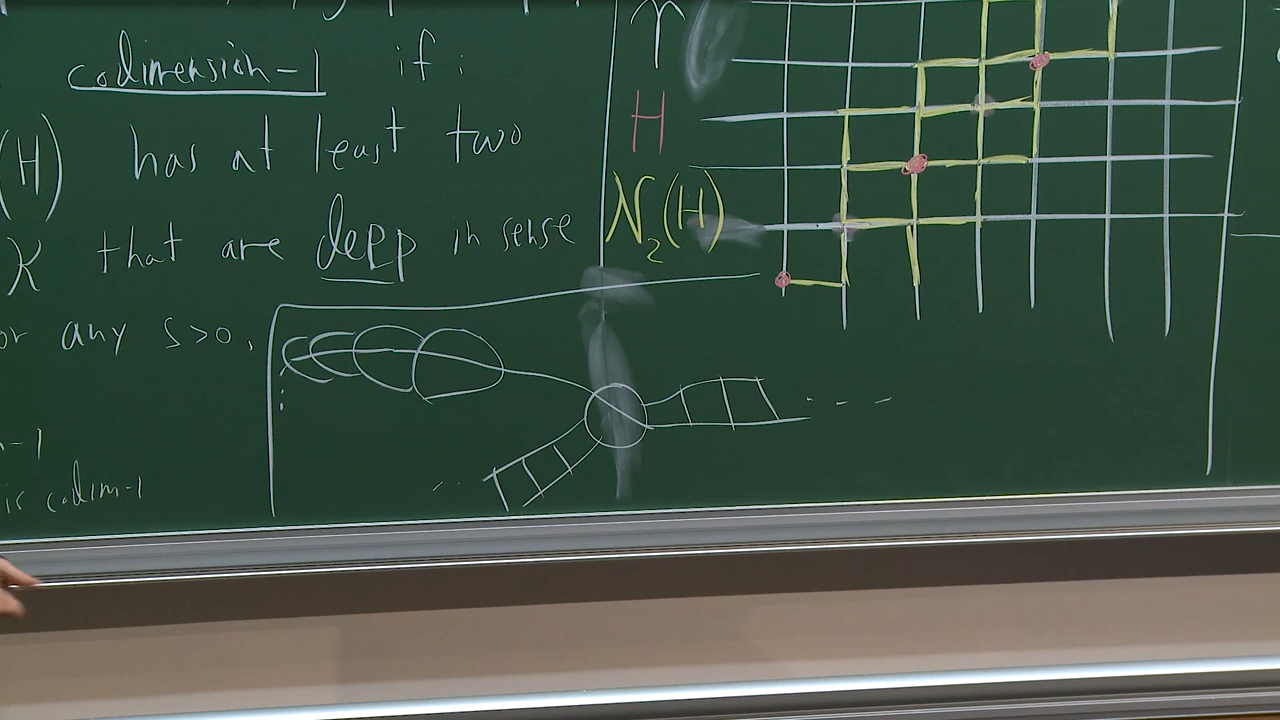 codimension-1 if:
(H) has at least two
K that are deep in sense
or any s>0,
n-1
is codim-1
Υ
H
N₂(H)